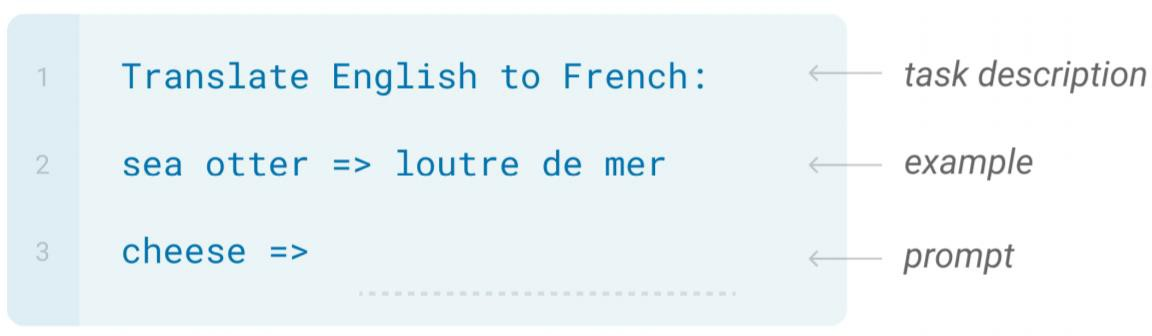 1 Translate English to French: task description
2 sea otter => loutre de mer example
3 cheese => prompt